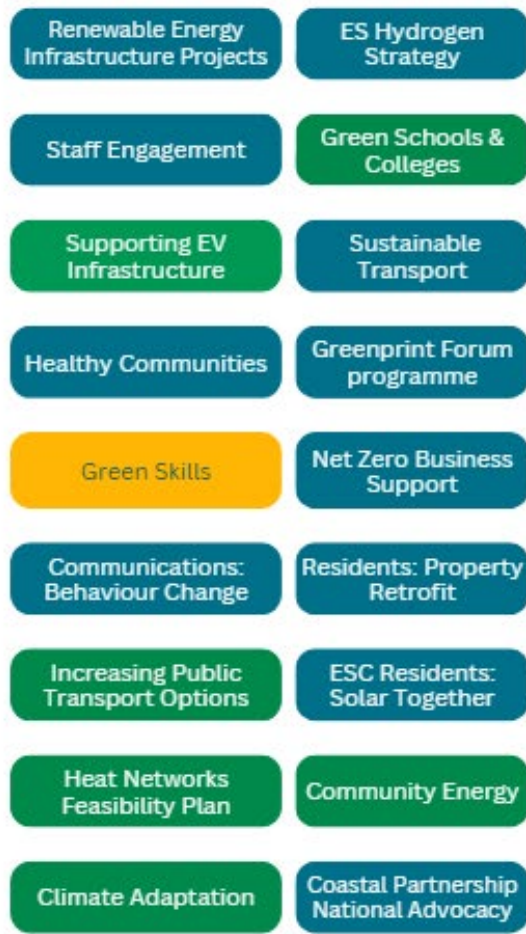 Renewable Energy
Infrastructure Projects
ES Hydrogen
Strategy
Staff Engagement
Green Schools &
Colleges
Supporting EV
Infrastructure
Sustainable
Transport
Healthy Communities
Greenprint Forum
programme
Green Skills
Net Zero Business
Support
Communications:
Behaviour Change
Residents: Property
Retrofit
Increasing Public
Transport Options
ESC Residents:
Solar Together
Heat Networks
Feasibility Plan
Community Energy
Climate Adaptation
Coastal Partnership
National Advocacy